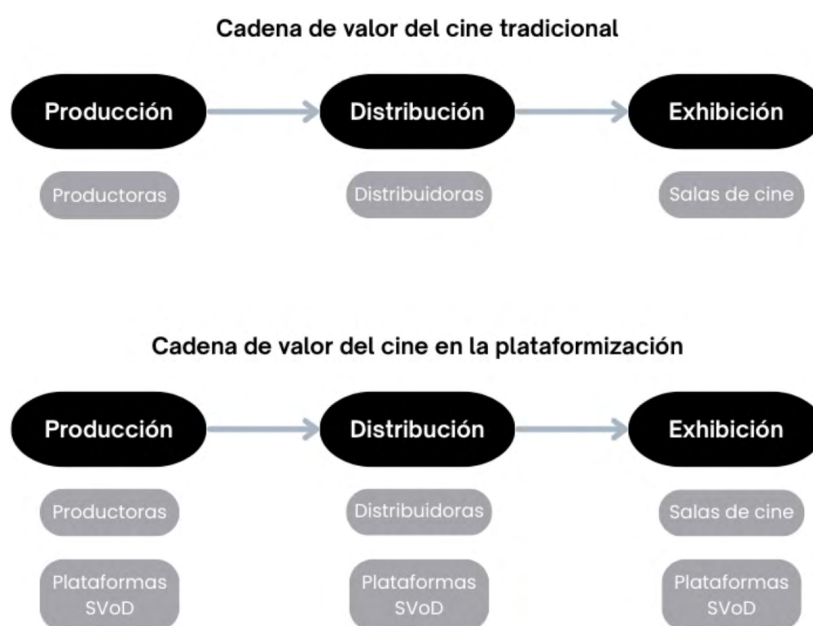 Cadena de valor del cine tradicional
Producción
Distribución
Exhibición
Productoras
Distribuidoras
Salas de cine
Cadena de valor del cine en la plataformización
Producción
Distribución
Exhibición
Productoras
Distribuidoras
Salas de cine
Plataformas
SVoD
Plataformas
SVoD
Plataformas
SVoD